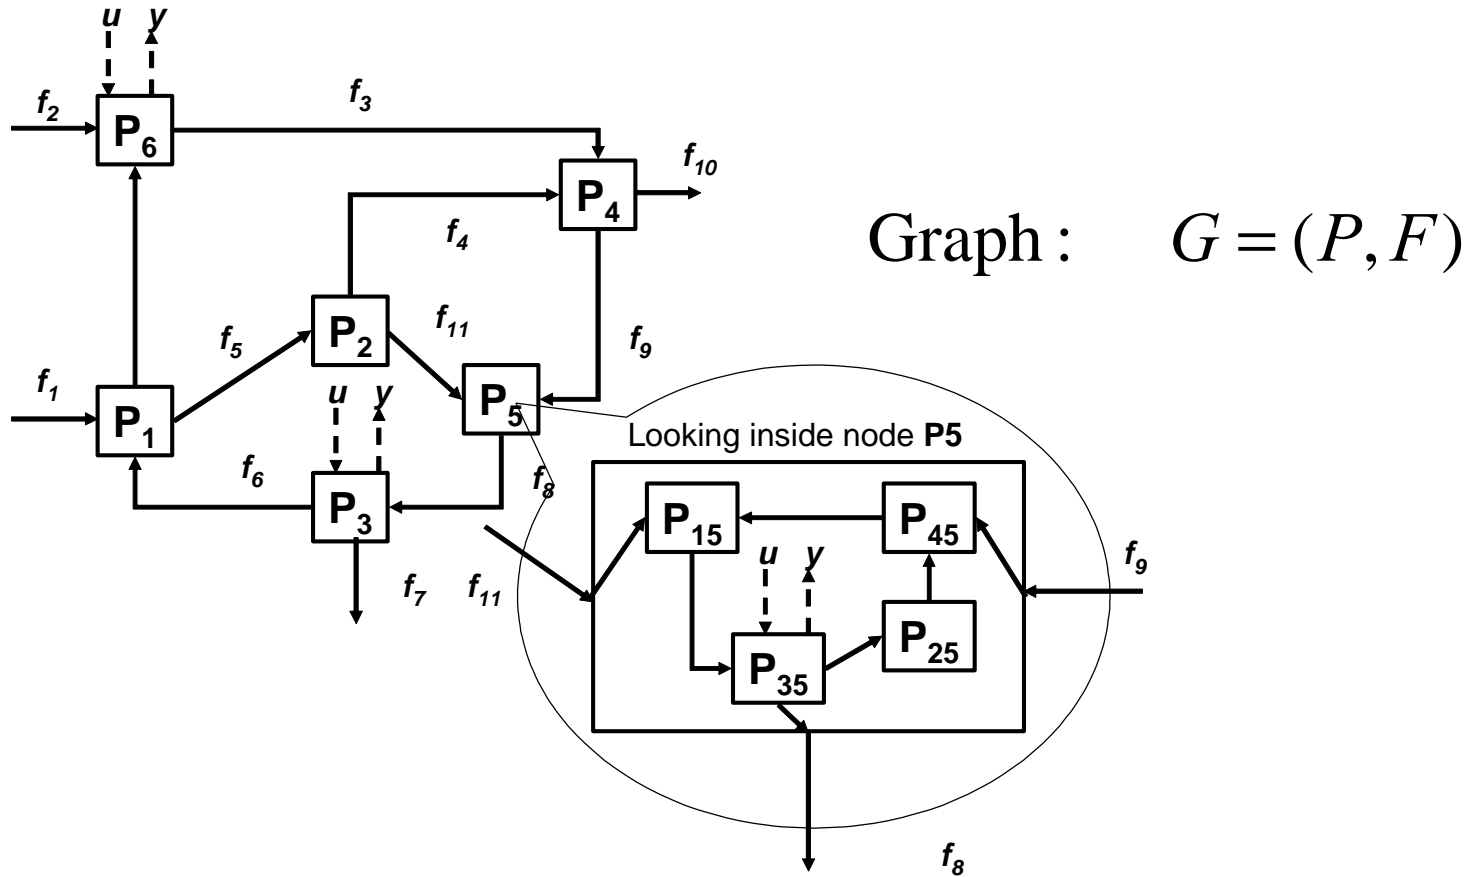 u y
f2
f3
P6
f10
P4
f4
Graph : G = (P, F)
f11
f5
P2
f9
f1
u y
P5
P1
Looking inside node P5
f6
f8
P3
P15
P45
u y
f9
f7
f11
P25
P35
f8